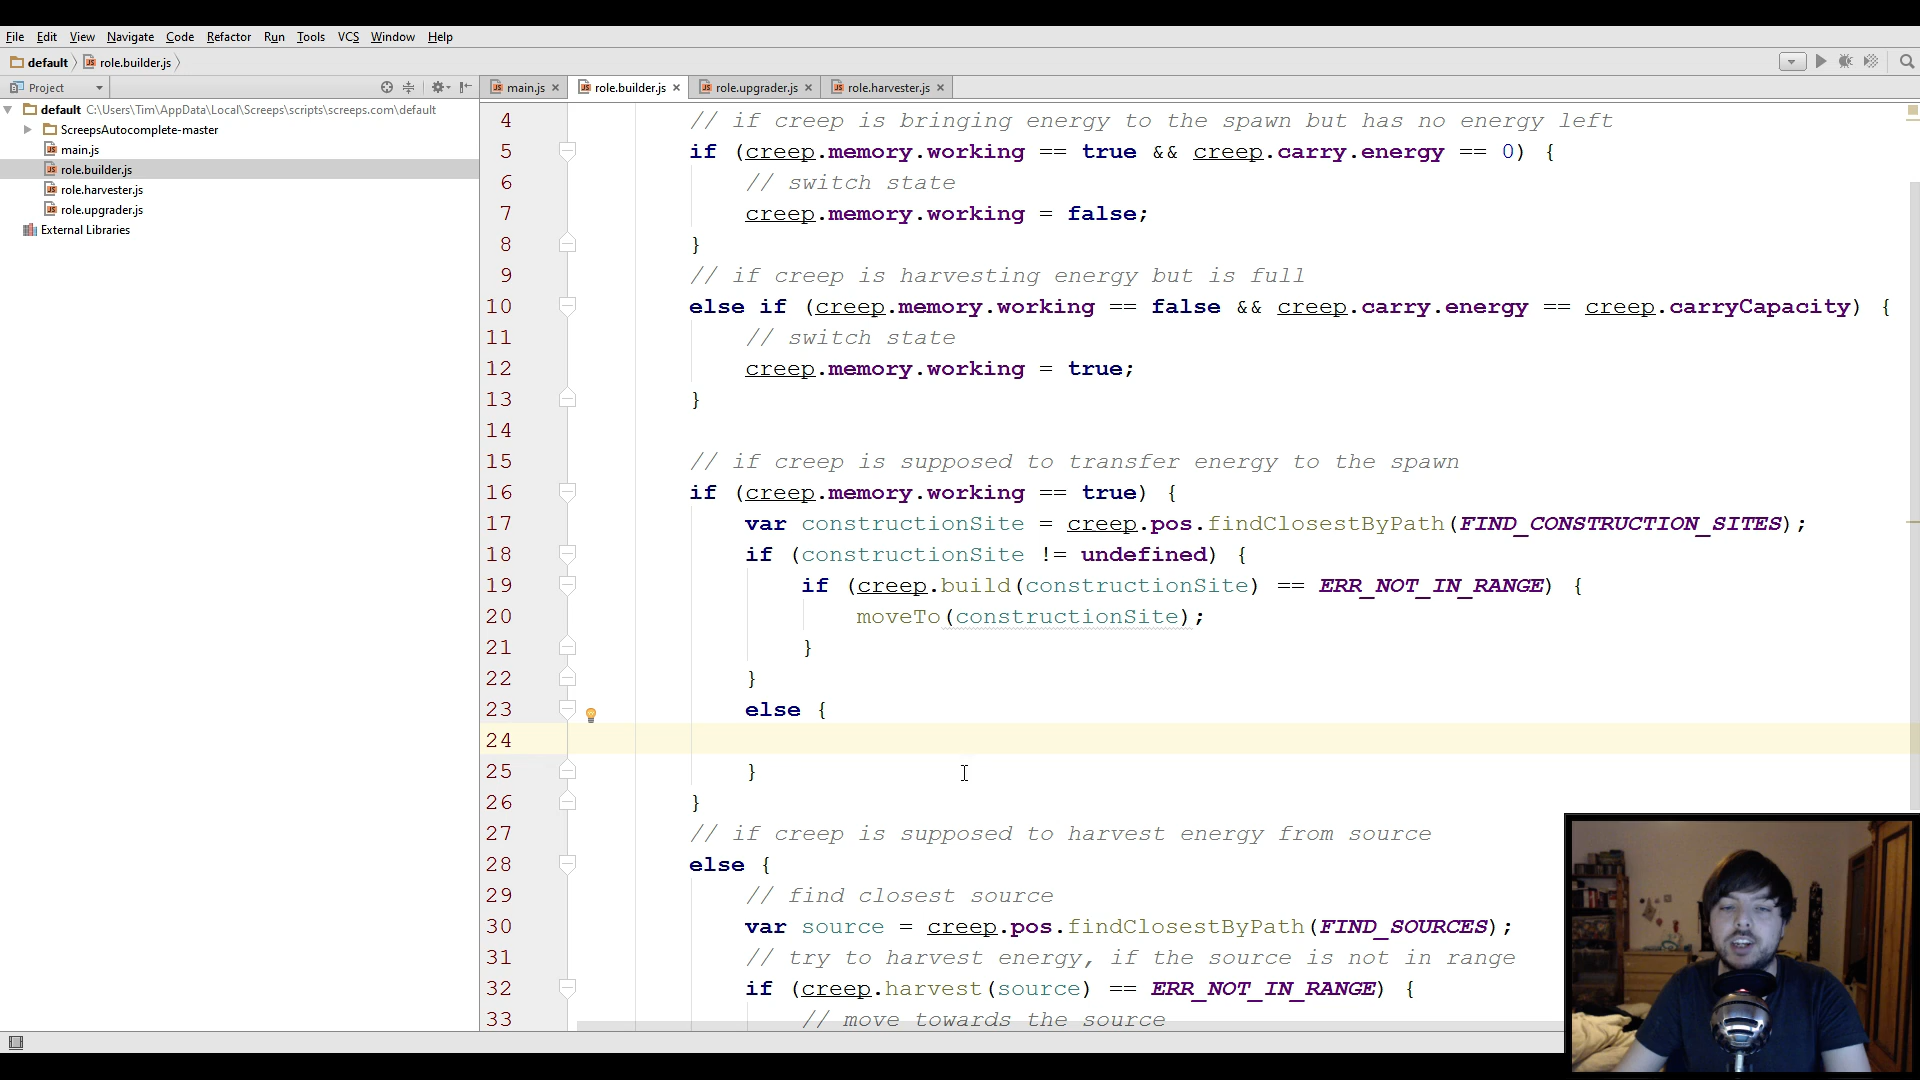 File Edit View Navigate Code Refactor Run Tools VCS Window Help
default role.builder.js
Project
main.js role.builder.js role.upgrader.js role.harvester.js
default C:\Users\Tim\AppData\Local\Screeps\scripts\screeps.com\default
ScreepsAutocomplete-master
main.js
role.builder.js
role.harvester.js
role.upgrader.js
External Libraries
4 // if creep is bringing energy to the spawn but has no energy left
5 if (creep.memory.working == true && creep.carry.energy == 0) {
6 // switch state
7 creep.memory.working = false;
8 }
9 // if creep is harvesting energy but is full
10 else if (creep.memory.working == false && creep.carry.energy == creep.carryCapacity) {
11 // switch state
12 creep.memory.working = true;
13 }
14
15 // if creep is supposed to transfer energy to the spawn
16 if (creep.memory.working == true) {
17 var constructionSite = creep.pos.findClosestByPath(FIND_CONSTRUCTION_SITES);
18 if (constructionSite != undefined) {
19 if (creep.build(constructionSite) == ERR_NOT_IN_RANGE) {
20 moveTo(constructionSite);
21 }
22 }
23 else {
24
25 }
26 }
27 // if creep is supposed to harvest energy from source
28 else {
29 // find closest source
30 var source = creep.pos.findClosestByPath(FIND_SOURCES);
31 // try to harvest energy, if the source is not in range
32 if (creep.harvest(source) == ERR_NOT_IN_RANGE) {
33 // move towards the source